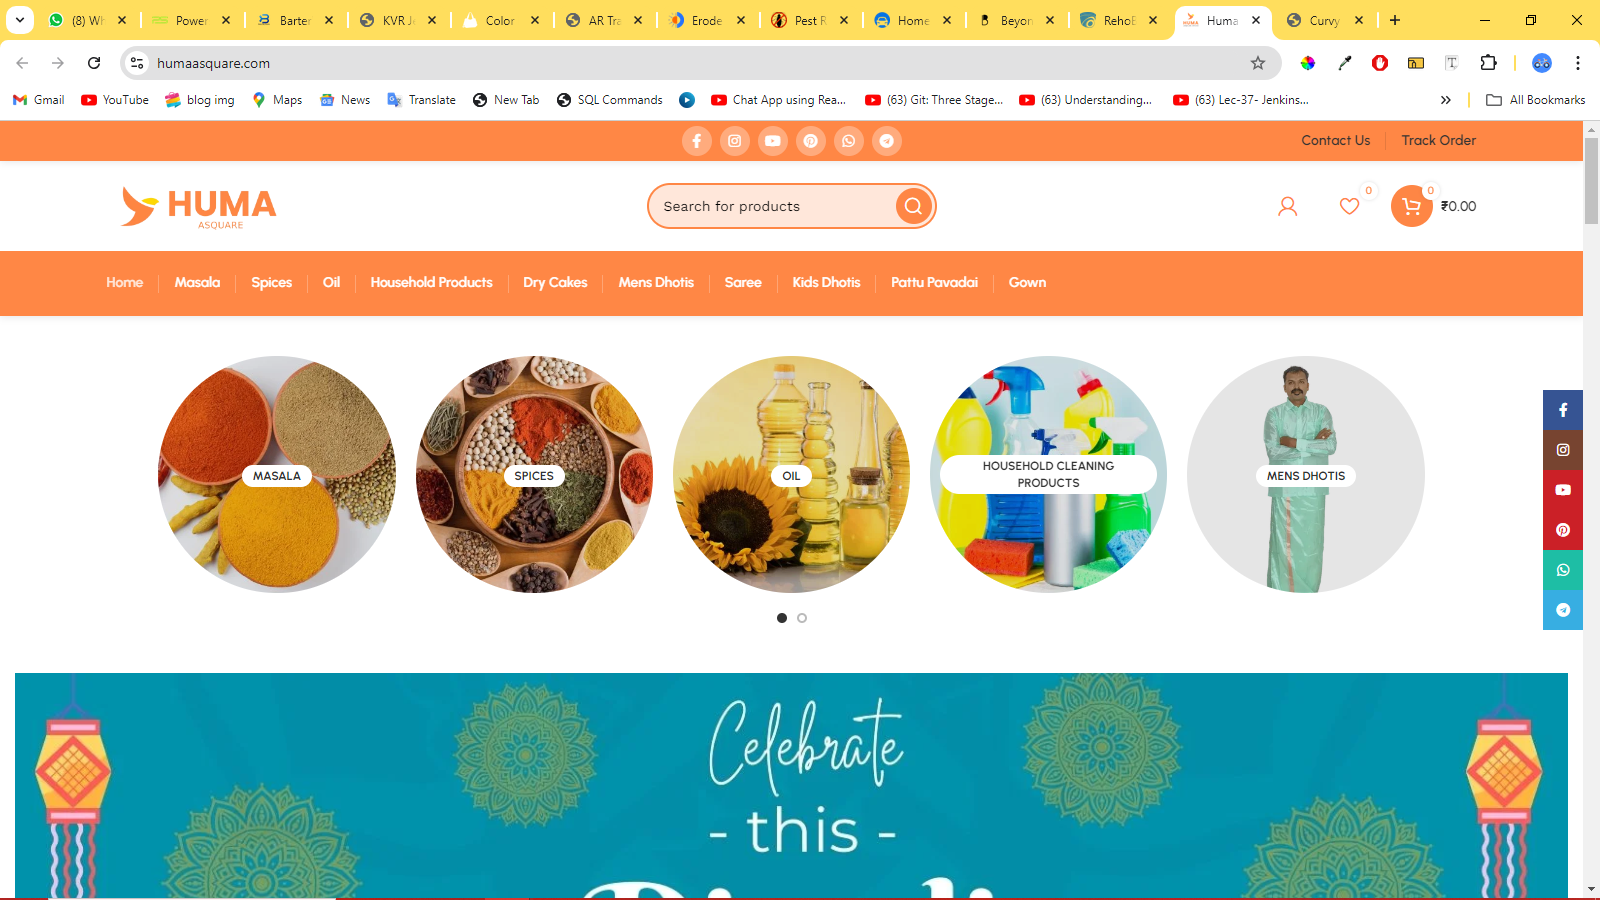 (8) Wh
Power
Barter
KVR Je
Color
AR Tra
Erode
Pest R
Home
Beyon
RehoB
Huma
Curvy
humaasquare.com
Gmail
YouTube
blog img
Maps
News
Translate
New Tab
SQL Commands
Chat App using Rea...
(63) Git: Three Stage...
(63) Understanding...
(63) Lec-37- Jenkins...
All Bookmarks
Contact Us
Track Order
HUMA
ASQUARE
Search for products
0
0
₹0.00
Home
Masala
Spices
Oil
Household Products
Dry Cakes
Mens Dhotis
Saree
Kids Dhotis
Pattu Pavadai
Gown
MASALA
SPICES
OIL
HOUSEHOLD CLEANING
PRODUCTS
MENS DHOTIS
Celebrate
- this -